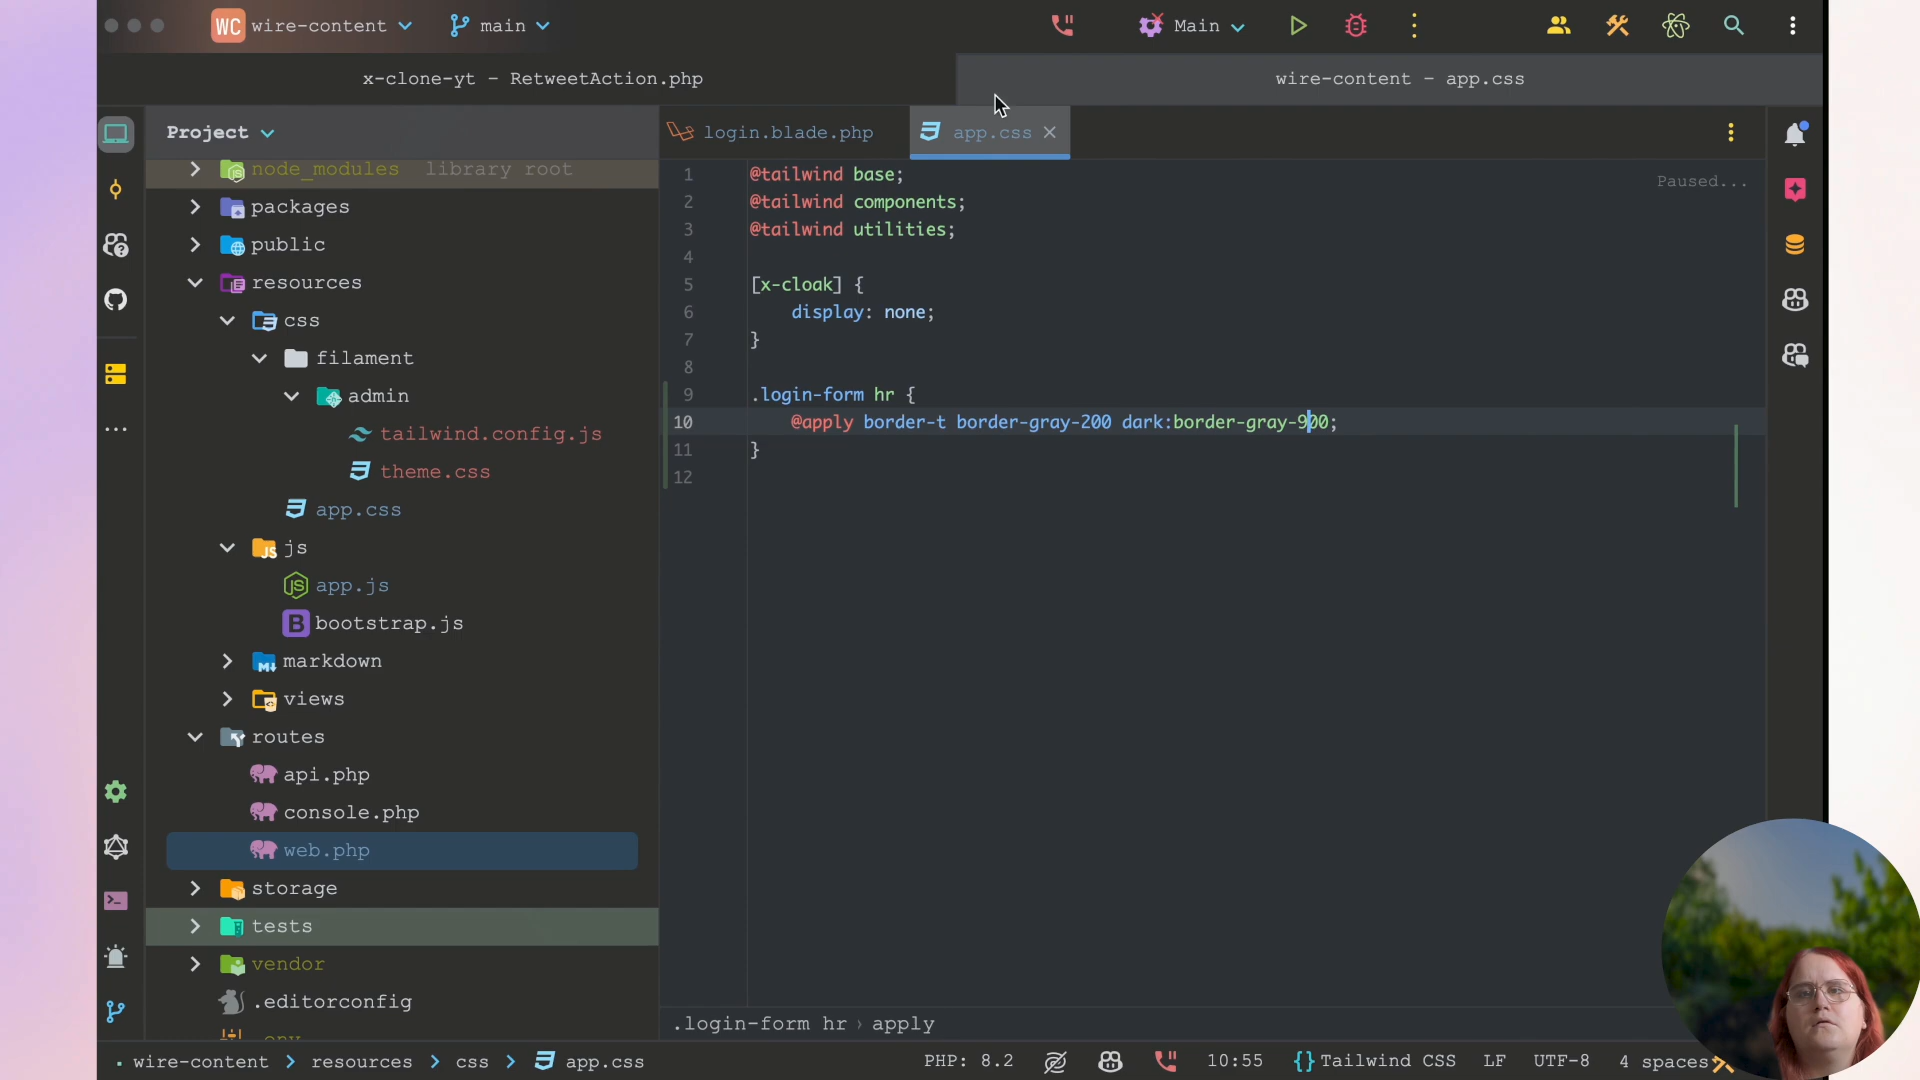 WC wire-content main Main
x-clone-yt – RetweetAction.php wire-content – app.css
Project
login.blade.php app.css
node_modules library root
packages
public
resources
css
filament
admin
tailwind.config.js
theme.css
app.css
JS js
JS app.js
B bootstrap.js
markdown
views
routes
api.php
console.php
web.php
storage
tests
vendor
.editorconfig
.env
1 @tailwind base;
Paused...
2 @tailwind components;
3 @tailwind utilities;
4
5 [x-cloak] {
6 display: none;
7 }
8
9 .login-form hr {
10 @apply border-t border-gray-200 dark:border-gray-900;
11 }
12
.login-form hr › apply
wire-content > resources > css > app.css PHP: 8.2 10:55 {} Tailwind CSS LF UTF-8 4 spaces